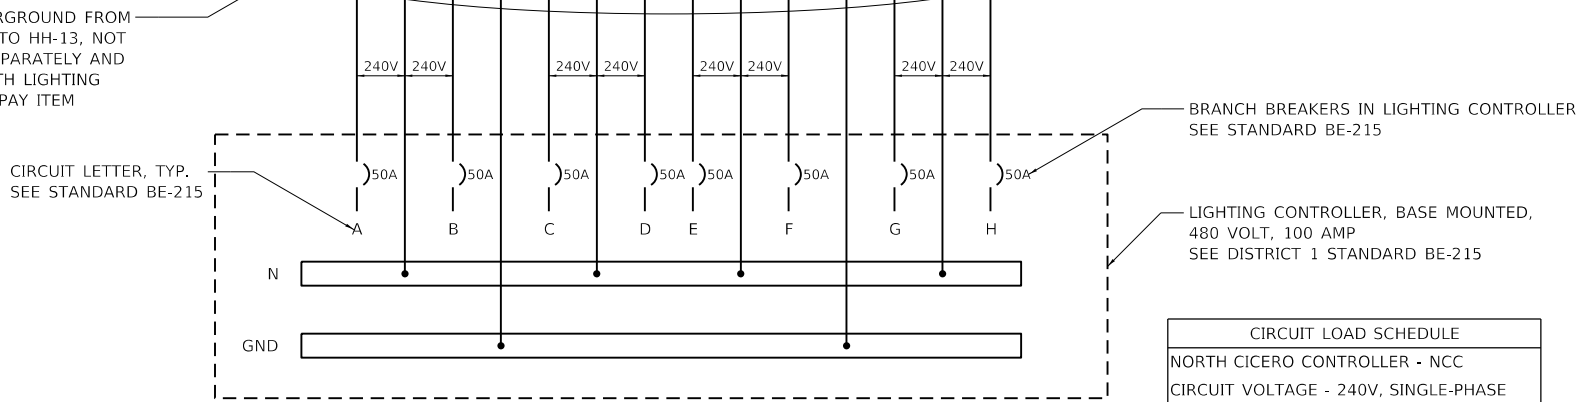 RGROUND FROM
TO HH-13, NOT
PARATELY AND
TH LIGHTING
PAY ITEM
240V 240V 240V 240V 240V 240V 240V 240V
BRANCH BREAKERS IN LIGHTING CONTROLLER
SEE STANDARD BE-215
CIRCUIT LETTER, TYP.
SEE STANDARD BE-215
50A 50A 50A 50A 50A 50A 50A 50A
A B C D E F G H
LIGHTING CONTROLLER, BASE MOUNTED,
480 VOLT, 100 AMP
SEE DISTRICT 1 STANDARD BE-215
N
GND
CIRCUIT LOAD SCHEDULE
NORTH CICERO CONTROLLER - NCC
CIRCUIT VOLTAGE - 240V, SINGLE-PHASE